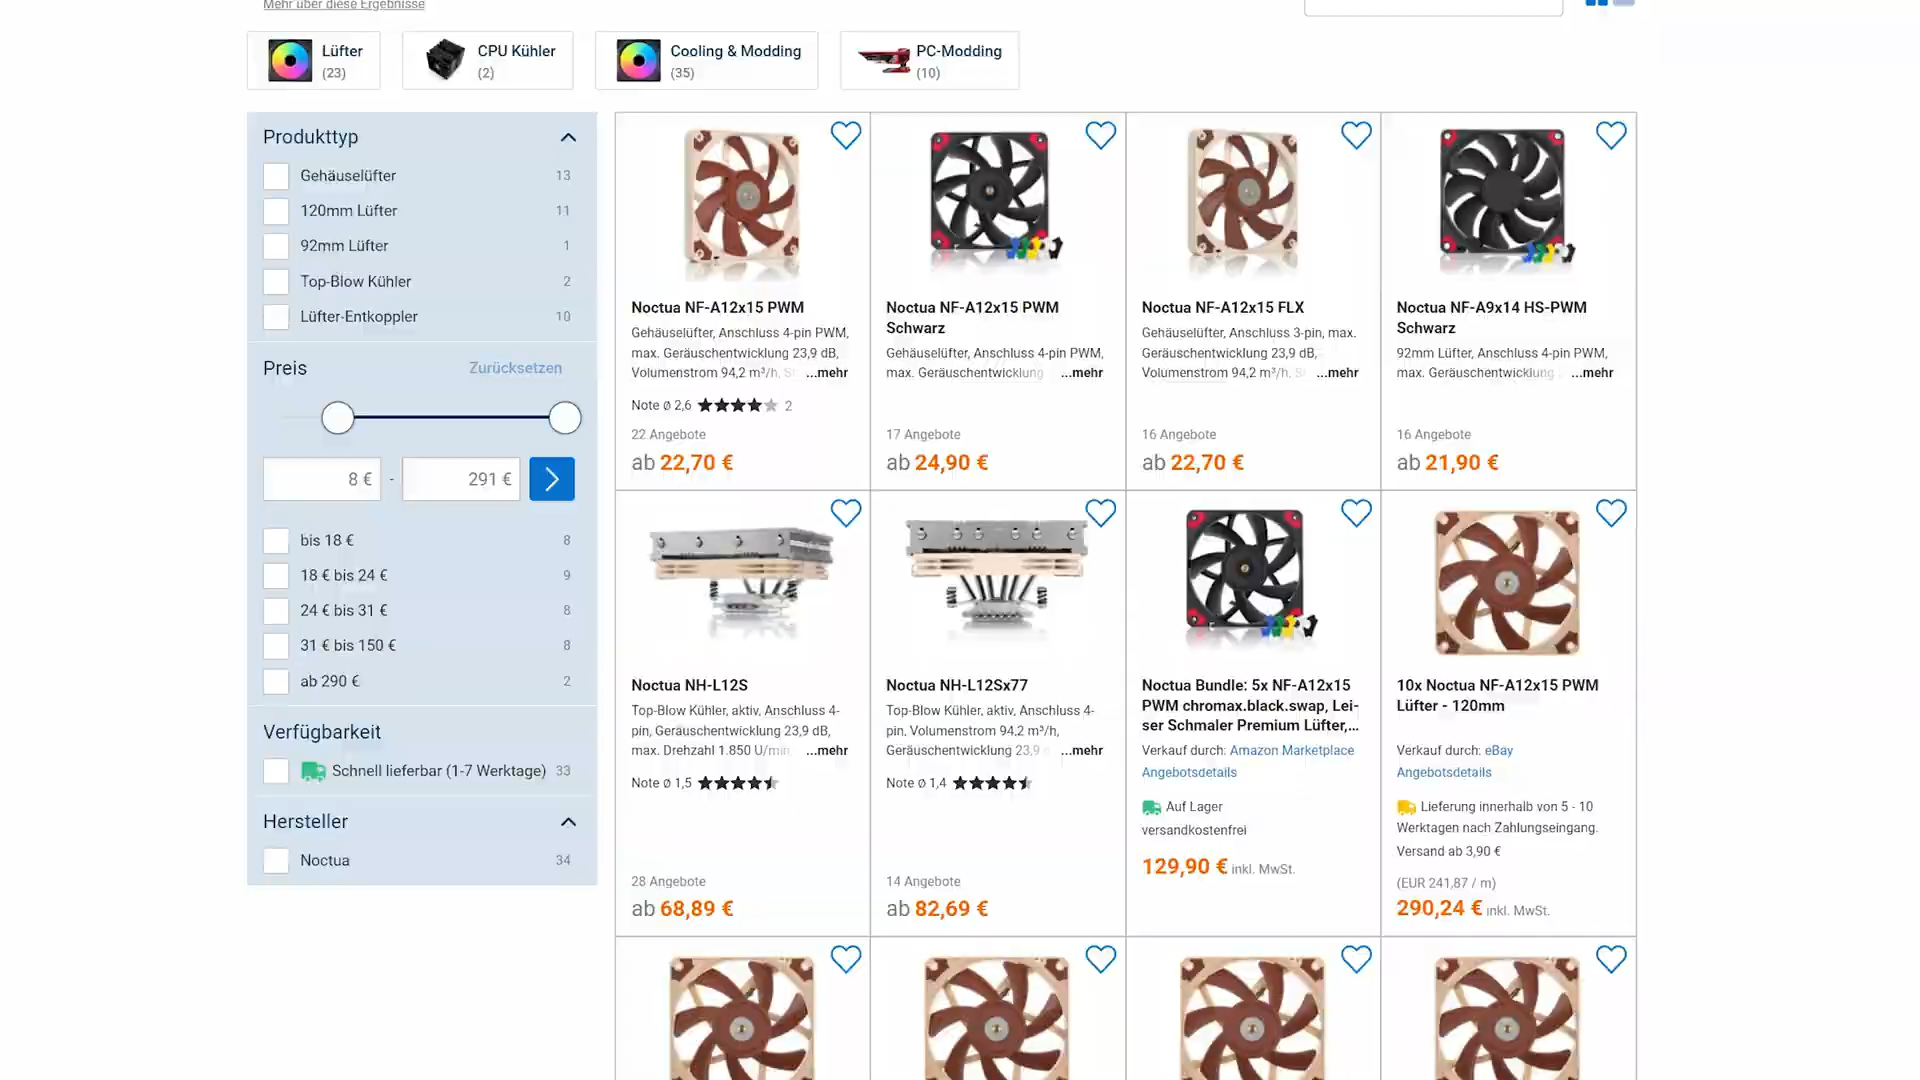 Mehr über diese Ergebnisse
Lüfter
(23)
CPU Kühler
(2)
Cooling & Modding
(35)
PC-Modding
(10)
Produkttyp
Gehäuselüfter 13
120mm Lüfter 11
92mm Lüfter 1
Top-Blow Kühler 2
Lüfter-Entkoppler 10
Preis Zurücksetzen
8 € - 291 €
bis 18 € 8
18 € bis 24 € 9
24 € bis 31 € 8
31 € bis 150 € 8
ab 290 € 2
Verfügbarkeit
Schnell lieferbar (1-7 Werktage) 33
Hersteller
Noctua 34
Noctua NF-A12x15 PWM
Gehäuselüfter, Anschluss 4-pin PWM,
max. Geräuschentwicklung 23,9 dB,
Volumenstrom 94,2 m³/h, ...mehr
Note ø 2,6 2
22 Angebote
ab 22,70 €
Noctua NF-A12x15 PWM
Schwarz
Gehäuselüfter, Anschluss 4-pin PWM,
max. Geräuschentwicklung ...mehr
17 Angebote
ab 24,90 €
Noctua NF-A12x15 FLX
Gehäuselüfter, Anschluss 3-pin, max.
Geräuschentwicklung 23,9 dB,
Volumenstrom 94,2 m³/h, ...mehr
16 Angebote
ab 22,70 €
Noctua NF-A9x14 HS-PWM
Schwarz
92mm Lüfter, Anschluss 4-pin PWM,
max. Geräuschentwicklung ...mehr
16 Angebote
ab 21,90 €
Noctua NH-L12S
Top-Blow Kühler, aktiv, Anschluss 4-
pin, Geräuschentwicklung 23,9 dB,
max. Drehzahl 1.850 U/min, ...mehr
Note ø 1,5
28 Angebote
ab 68,89 €
Noctua NH-L12Sx77
Top-Blow Kühler, aktiv, Anschluss 4-
pin, Volumenstrom 94,2 m³/h,
Geräuschentwicklung 23,9 ...mehr
Note ø 1,4
14 Angebote
ab 82,69 €
Noctua Bundle: 5x NF-A12x15
PWM chromax.black.swap, Lei-
ser Schmaler Premium Lüfter,...
Verkauf durch: Amazon Marketplace
Angebotsdetails
Auf Lager
versandkostenfrei
129,90 € inkl. MwSt.
10x Noctua NF-A12x15 PWM
Lüfter - 120mm
Verkauf durch: eBay
Angebotsdetails
Lieferung innerhalb von 5 - 10
Werktagen nach Zahlungseingang.
Versand ab 3,90 €
(EUR 241,87 / m)
290,24 € inkl. MwSt.